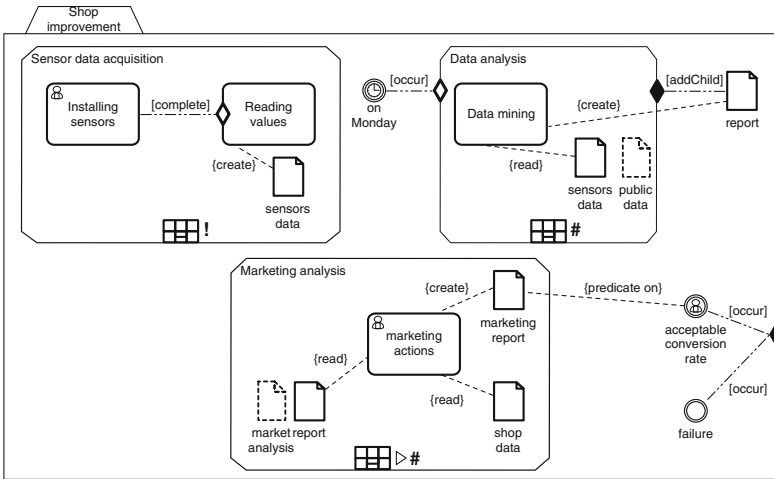 Shop
improvement
Sensor data acquisition
Installing
sensors
[complete]
Reading
values
{create}
sensors
data
!
[occur]
on
Monday
Data analysis
Data mining
{create}
{read}
sensors
data
public
data
#
[addChild]
report
Marketing analysis
{create}
marketing
report
marketing
actions
{read}
{read}
market
analysis
report
shop
data
#
{predicate on}
acceptable
conversion
rate
[occur]
[occur]
failure